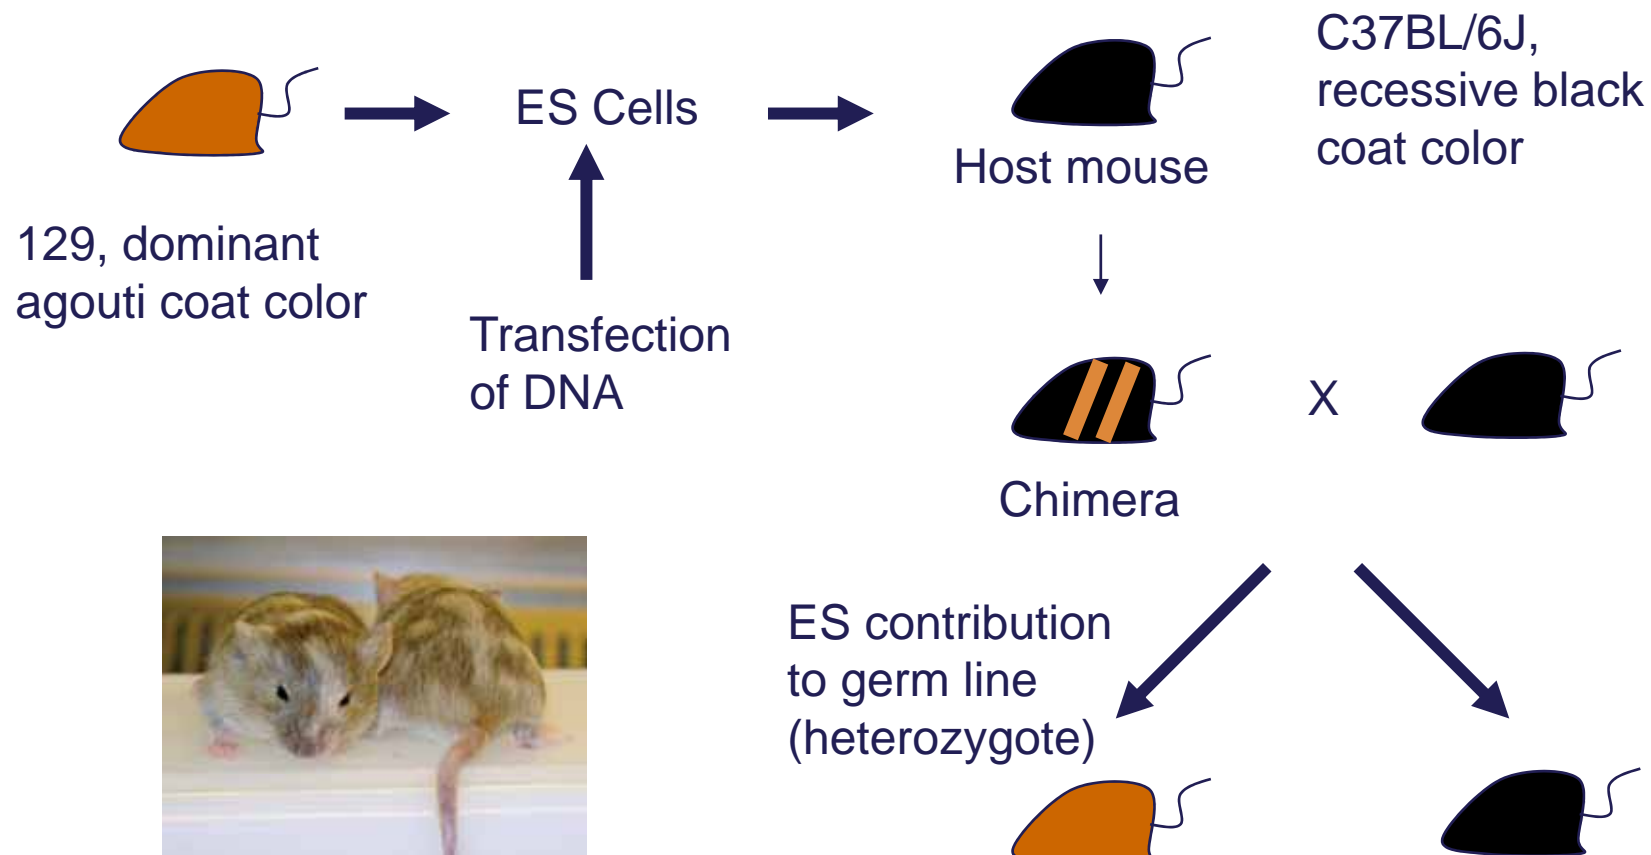 C37BL/6J,
recessive black
coat color
ES Cells
Host mouse
129, dominant
agouti coat color
Transfection
of DNA
X
Chimera
ES contribution
to germ line
(heterozygote)